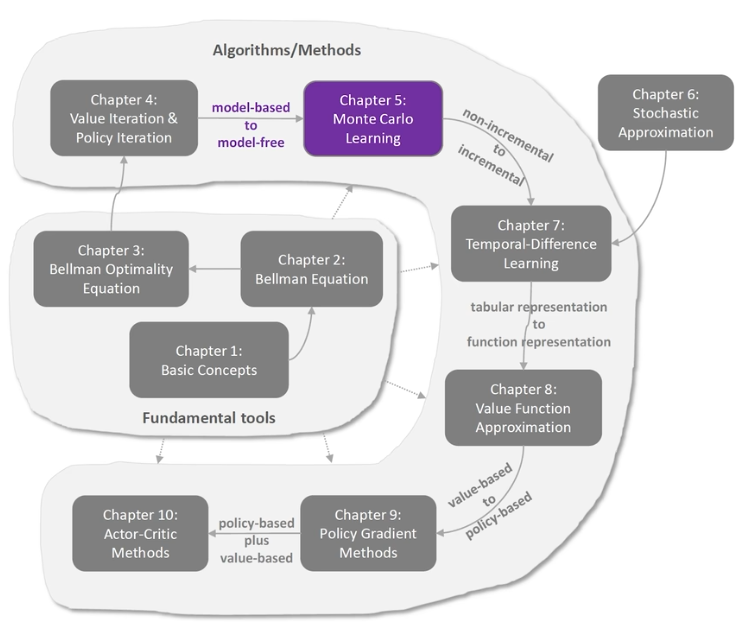 Algorithms/Methods
Chapter 4:
Value Iteration &
Policy Iteration
model-based
to
model-free
Chapter 5:
Monte Carlo
Learning
non-incremental
to
incremental
Chapter 6:
Stochastic
Approximation
Chapter 7:
Temporal-Difference
Learning
Chapter 3:
Bellman Optimality
Equation
Chapter 2:
Bellman Equation
Chapter 1:
Basic Concepts
Fundamental tools
tabular representation
to
function representation
Chapter 8:
Value Function
Approximation
value-based
to
policy-based
Chapter 9:
Policy Gradient
Methods
policy-based
plus
value-based
Chapter 10:
Actor-Critic
Methods